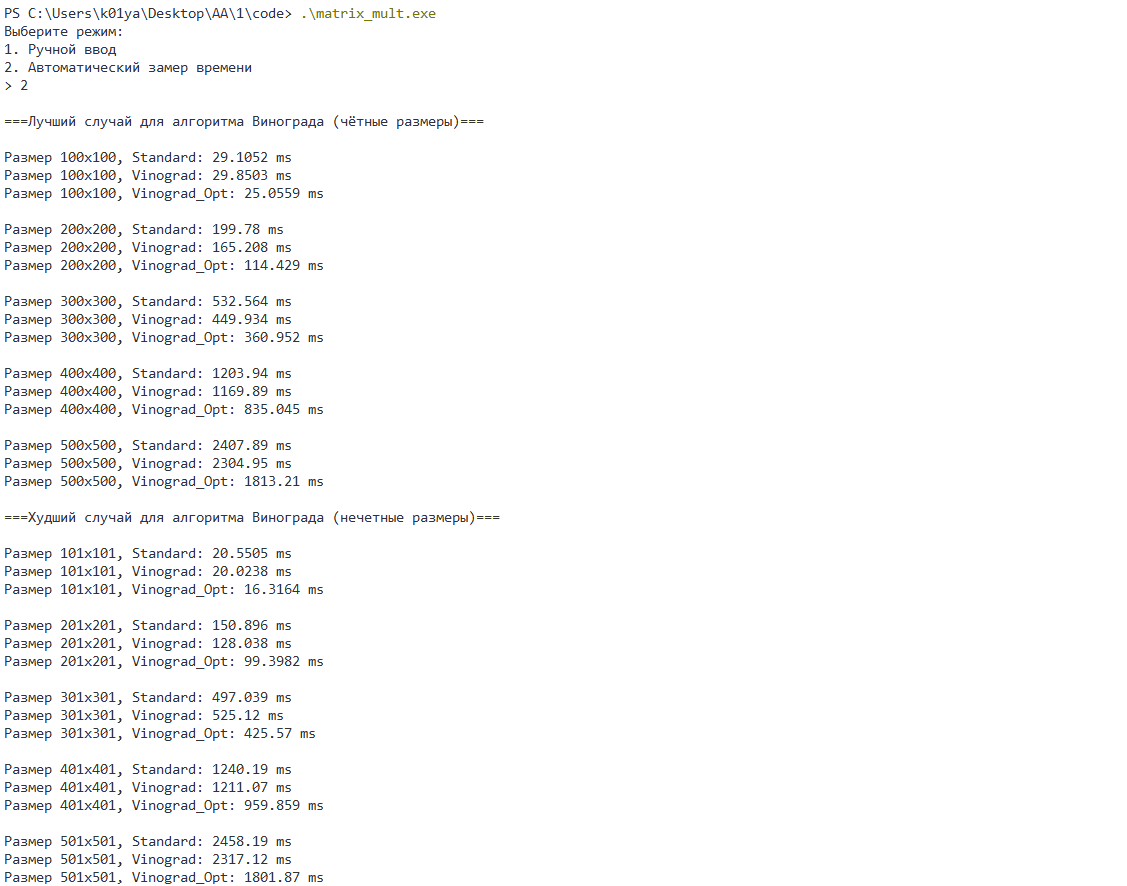 PS C:\Users\k01ya\Desktop\AA\1\code> .\matrix_mult.exe
Выберите режим:
1. Ручной ввод
2. Автоматический замер времени
> 2
===Лучший случай для алгоритма Винограда (чётные размеры)===
Размер 100x100, Standard: 29.1052 ms
Размер 100x100, Vinograd: 29.8503 ms
Размер 100x100, Vinograd_Opt: 25.0559 ms
Размер 200x200, Standard: 199.78 ms
Размер 200x200, Vinograd: 165.208 ms
Размер 200x200, Vinograd_Opt: 114.429 ms
Размер 300x300, Standard: 532.564 ms
Размер 300x300, Vinograd: 449.934 ms
Размер 300x300, Vinograd_Opt: 360.952 ms
Размер 400x400, Standard: 1203.94 ms
Размер 400x400, Vinograd: 1169.89 ms
Размер 400x400, Vinograd_Opt: 835.045 ms
Размер 500x500, Standard: 2407.89 ms
Размер 500x500, Vinograd: 2304.95 ms
Размер 500x500, Vinograd_Opt: 1813.21 ms
===Худший случай для алгоритма Винограда (нечетные размеры)===
Размер 101x101, Standard: 20.5505 ms
Размер 101x101, Vinograd: 20.0238 ms
Размер 101x101, Vinograd_Opt: 16.3164 ms
Размер 201x201, Standard: 150.896 ms
Размер 201x201, Vinograd: 128.038 ms
Размер 201x201, Vinograd_Opt: 99.3982 ms
Размер 301x301, Standard: 497.039 ms
Размер 301x301, Vinograd: 525.12 ms
Размер 301x301, Vinograd_Opt: 425.57 ms
Размер 401x401, Standard: 1240.19 ms
Размер 401x401, Vinograd: 1211.07 ms
Размер 401x401, Vinograd_Opt: 959.859 ms
Размер 501x501, Standard: 2458.19 ms
Размер 501x501, Vinograd: 2317.12 ms
Размер 501x501, Vinograd_Opt: 1801.87 ms